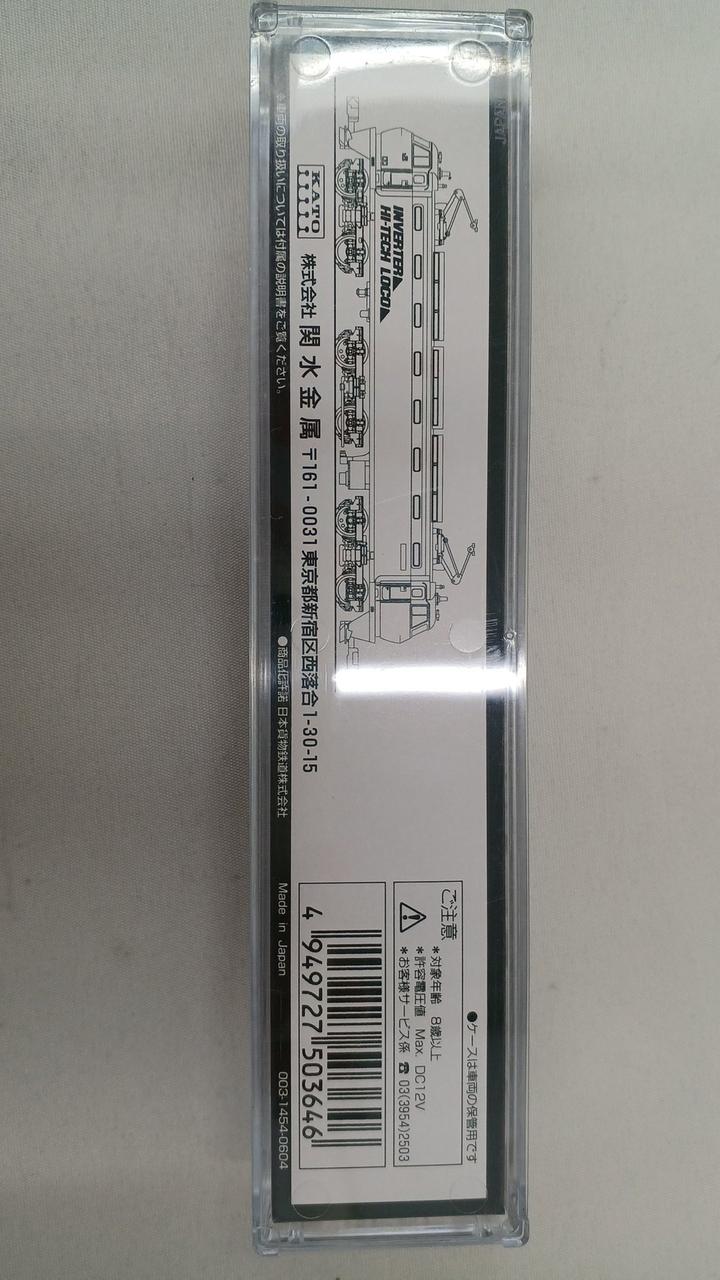 JAPAN
INVERTER
HI-TECH LOCO
KATO
株式会社 関水金属 〒161-0031 東京都新宿区西落合1-30-15
車両の取り扱いについては付属の説明書をご覧ください。
●商品化許諾 日本貨物鉄道株式会社
Made in Japan
003-1454-0604
●ケースは車両の保管用です
ご注意
*対象年齢 8歳以上
*許容電圧値 Max. DC12V
*お客様サービス係 ☎ 03(3954)2503
4 949727 503646